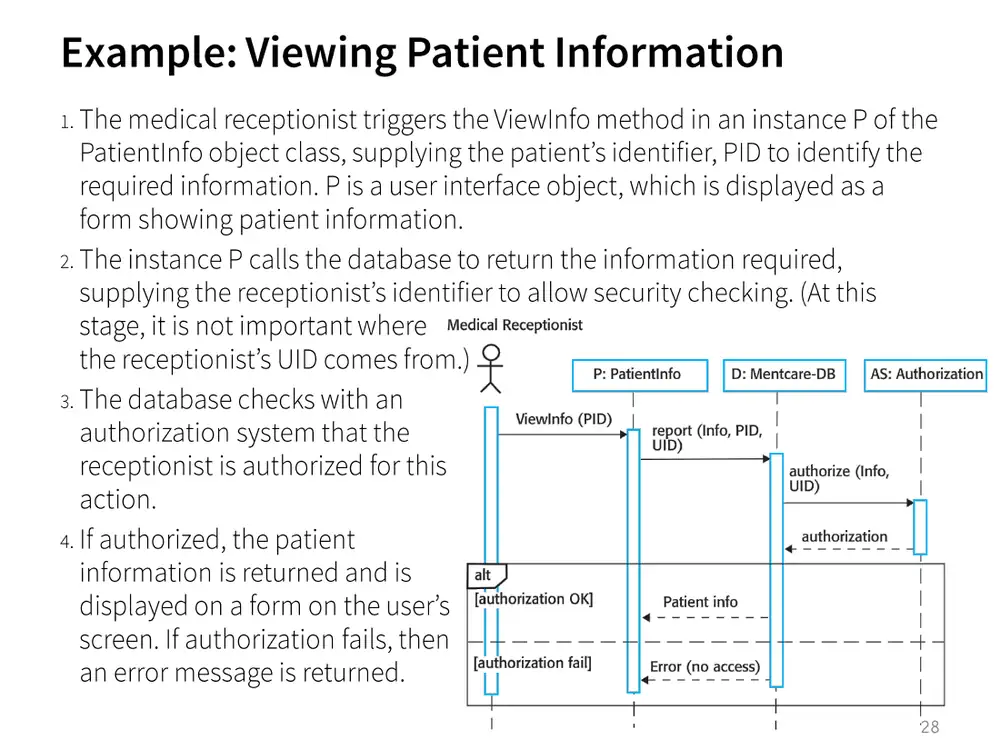 Example: Viewing Patient Information
1. The medical receptionist triggers the ViewInfo method in an instance P of the
PatientInfo object class, supplying the patient’s identifier, PID to identify the
required information. P is a user interface object, which is displayed as a
form showing patient information.
2. The instance P calls the database to return the information required,
supplying the receptionist’s identifier to allow security checking. (At this
stage, it is not important where
the receptionist’s UID comes from.)
3. The database checks with an
authorization system that the
receptionist is authorized for this
action.
4. If authorized, the patient
information is returned and is
displayed on a form on the user’s
screen. If authorization fails, then
an error message is returned.
Medical Receptionist
P: PatientInfo
D: Mentcare-DB
AS: Authorization
ViewInfo (PID)
report (Info, PID,
UID)
authorize (Info,
UID)
authorization
alt
[authorization OK]
Patient info
[authorization fail]
Error (no access)
28